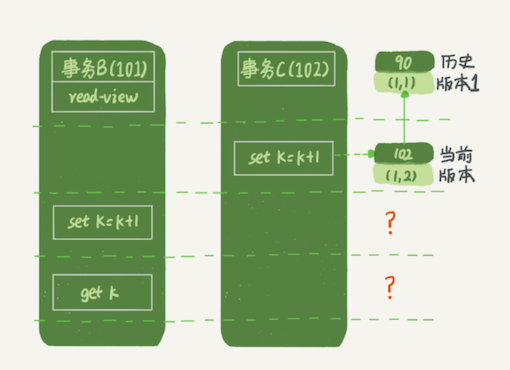 事务B(101)
read-view
事务C(102)
90
(1,1)
历史
版本1
set k=k+1
102
(1,2)
当前
版本
set k=k+1
?
get k
?